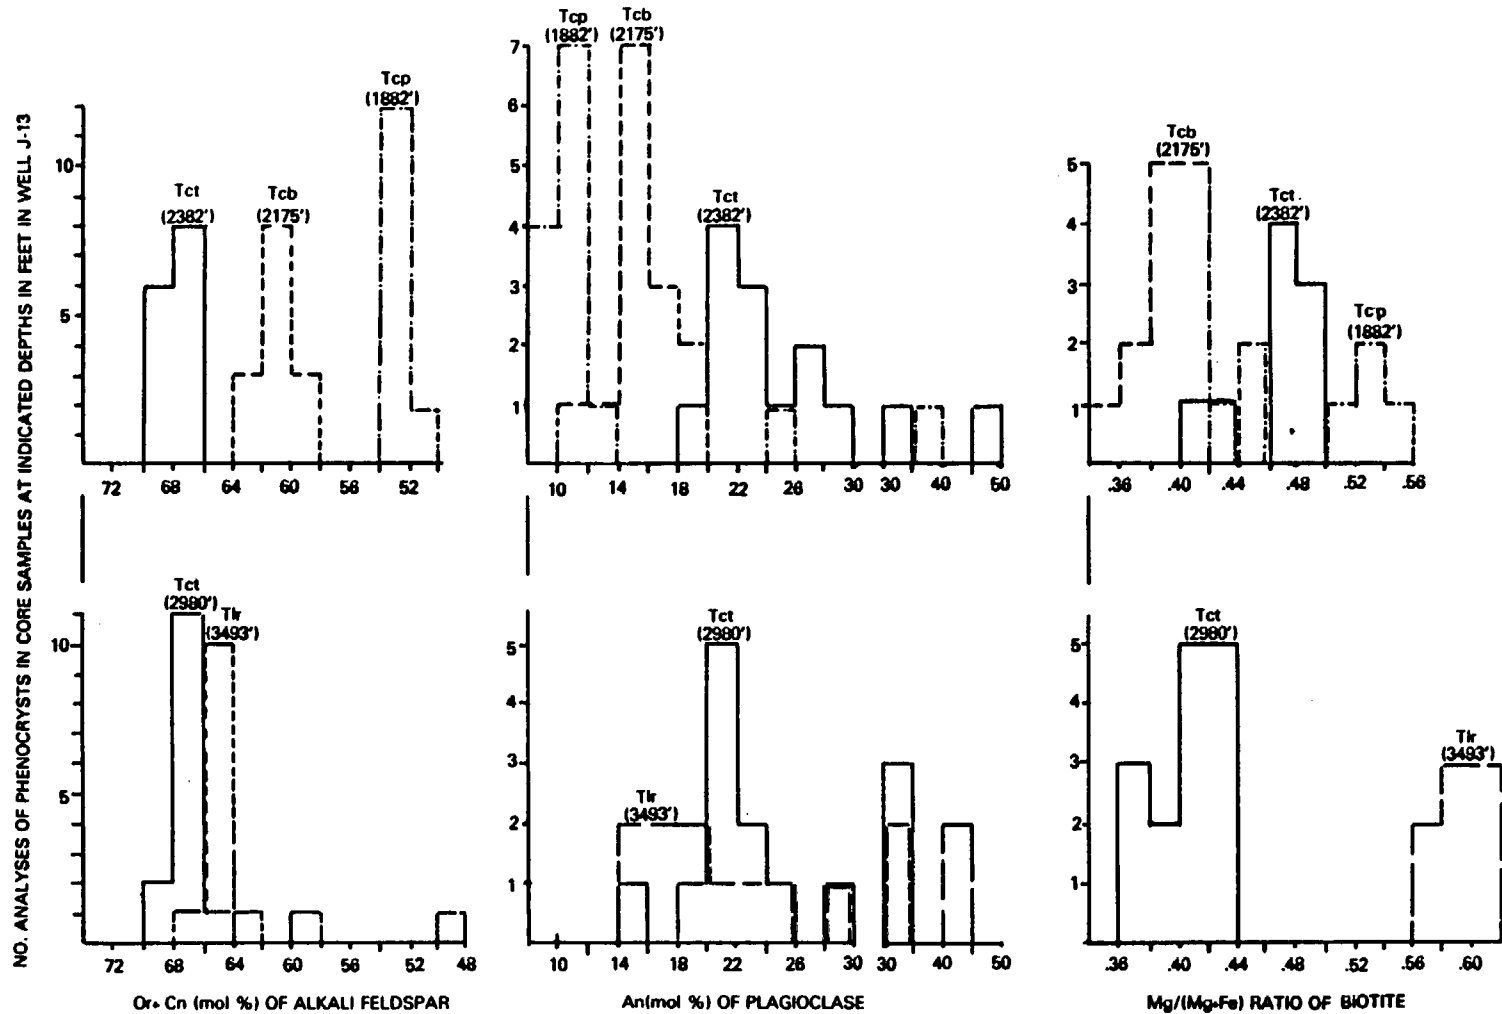 NO. ANALYSES OF PHENOCRYSTS IN CORE SAMPLES AT INDICATED DEPTHS IN FEET IN WELL J-13
10
5
Tct
(2382')
Tcb
(2175')
Tcp
(1882')
72 68 64 60 56 52
7
6
5
4
3
2
1
Tcp
(1882')
Tcb
(2175')
Tct
(2382')
10 14 18 22 26 30 30 40 50
5
4
3
2
1
Tcb
(2175')
Tct
(2382')
Tcp
(1882')
.36 .40 .44 .48 .52 .56
10
5
Tct
(2980')
Tlr
(3493')
72 68 64 60 56 52 48
Or+ Cn (mol %) OF ALKALI FELDSPAR
5
4
3
2
1
Tlr
(3493')
Tct
(2980')
10 14 18 22 26 30 30 40 50
An(mol %) OF PLAGIOCLASE
5
4
3
2
1
Tct
(2980')
Tlr
(3493')
.36 .40 .44 .48 .52 .56 .60
Mg/(Mg+Fe) RATIO OF BIOTITE